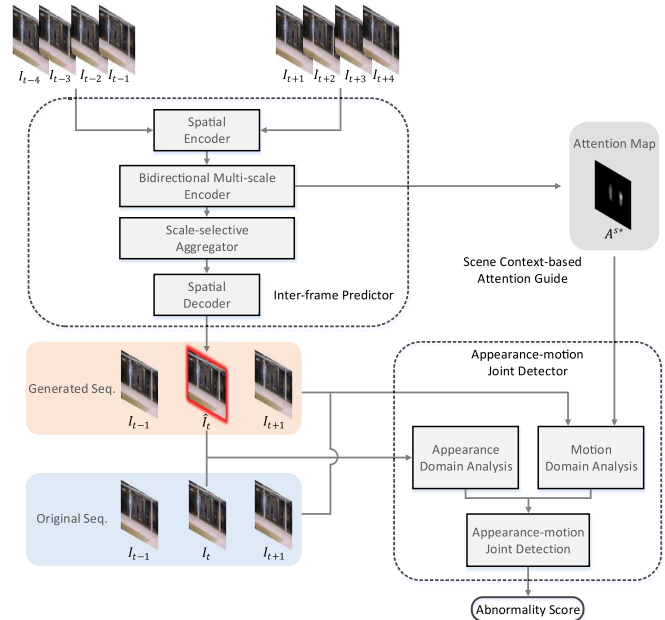 I_{t-4} I_{t-3} I_{t-2} I_{t-1}
I_{t+1} I_{t+2} I_{t+3} I_{t+4}
Spatial
Encoder
Bidirectional Multi-scale
Encoder
Scale-selective
Aggregator
Spatial
Decoder
Inter-frame Predictor
Attention Map
A^{s*}
Scene Context-based
Attention Guide
Generated Seq.
I_{t-1} Î_t I_{t+1}
Original Seq.
I_{t-1} I_t I_{t+1}
Appearance-motion
Joint Detector
Appearance
Domain Analysis
Motion
Domain Analysis
Appearance-motion
Joint Detection
Abnormality Score